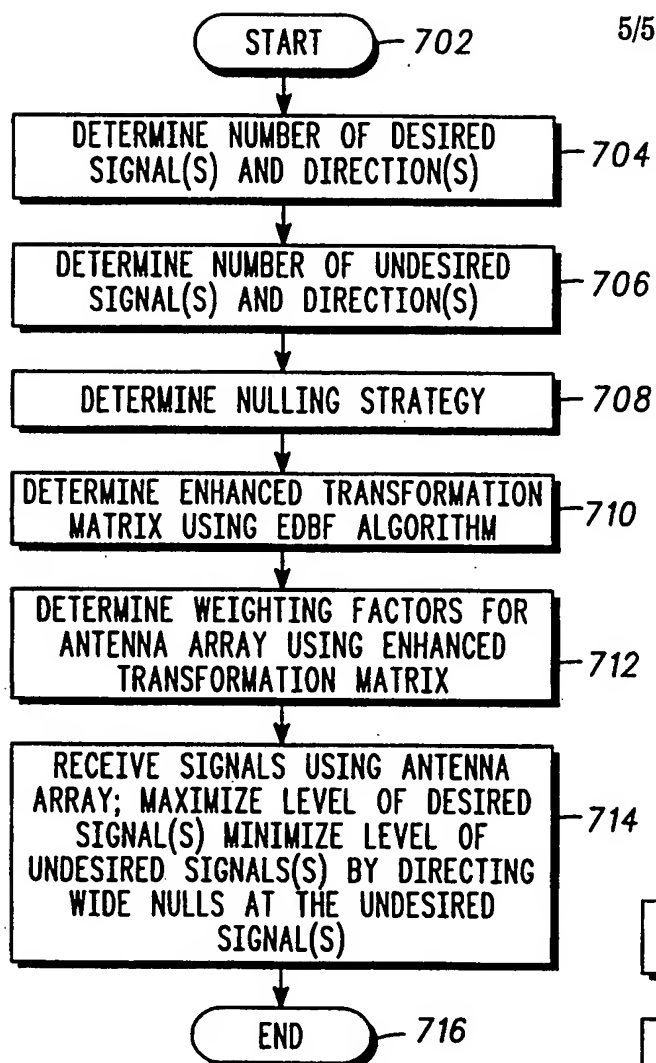 5/5
START 702
DETERMINE NUMBER OF DESIRED
SIGNAL(S) AND DIRECTION(S)
704
DETERMINE NUMBER OF UNDESIRED
SIGNAL(S) AND DIRECTION(S)
706
DETERMINE NULLING STRATEGY
708
DETERMINE ENHANCED TRANSFORMATION
MATRIX USING EDBF ALGORITHM
710
DETERMINE WEIGHTING FACTORS FOR
ANTENNA ARRAY USING ENHANCED
TRANSFORMATION MATRIX
712
RECEIVE SIGNALS USING ANTENNA
ARRAY; MAXIMIZE LEVEL OF DESIRED
SIGNAL(S) MINIMIZE LEVEL OF
UNDESIRED SIGNALS(S) BY DIRECTING
WIDE NULLS AT THE UNDESIRED
SIGNAL(S)
714
END 716